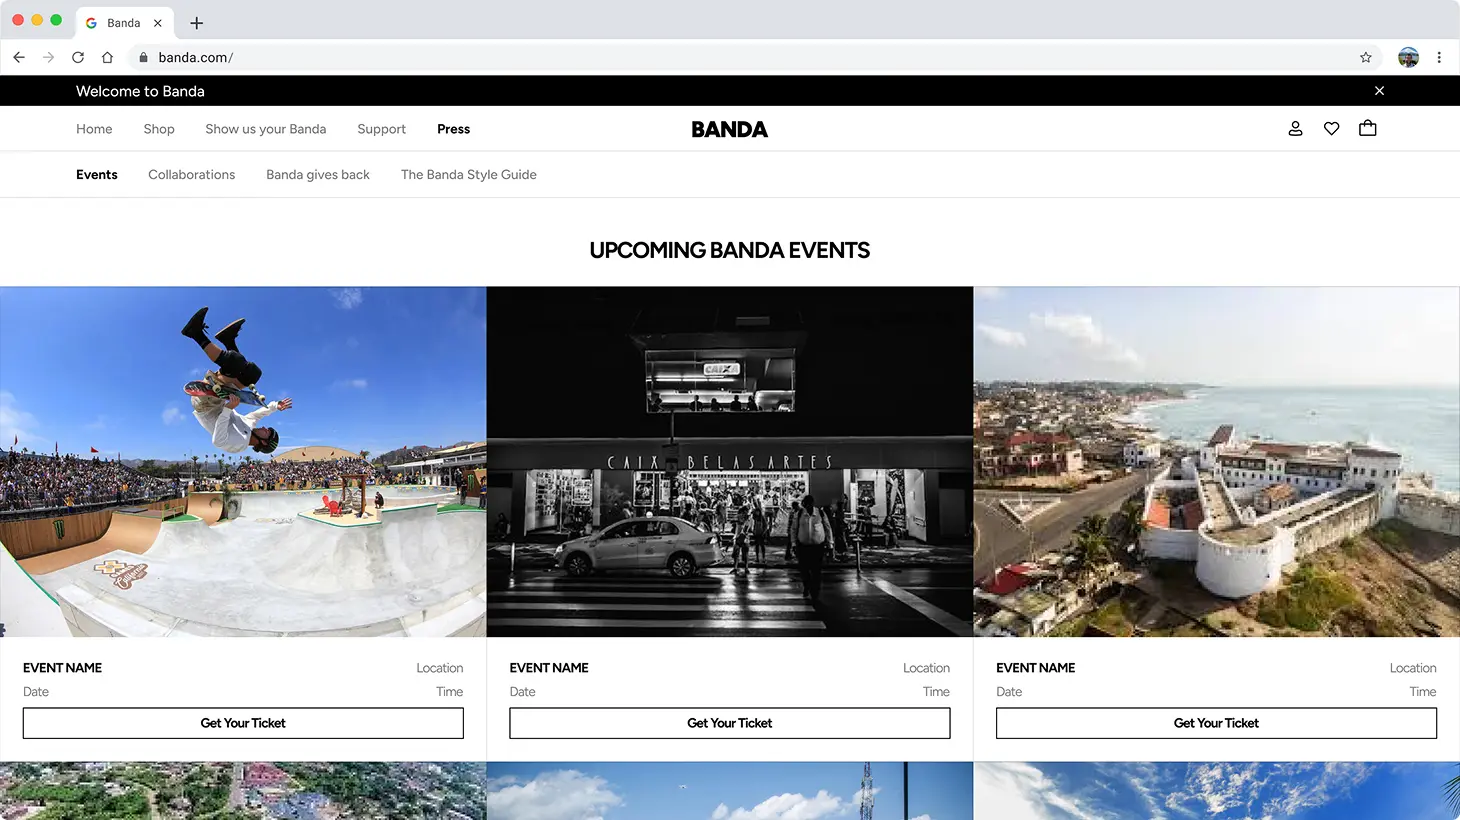 Banda
banda.com/
Welcome to Banda
Home Shop Show us your Banda Support Press
BANDA
Events Collaborations Banda gives back The Banda Style Guide
UPCOMING BANDA EVENTS
California
CAIXA
CAIXA BELAS ARTES
EVENT NAME Location
Date Time
Get Your Ticket
EVENT NAME Location
Date Time
Get Your Ticket
EVENT NAME Location
Date Time
Get Your Ticket